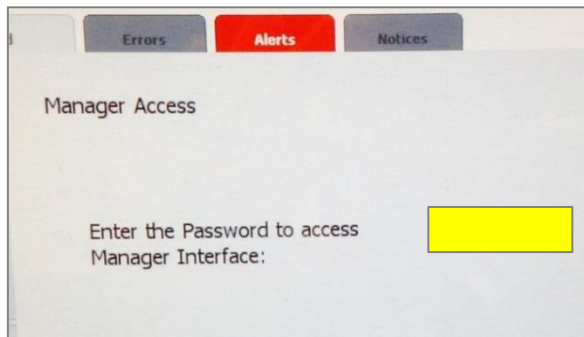 Errors
Alerts
Notices
Manager Access
Enter the Password to access
Manager Interface: